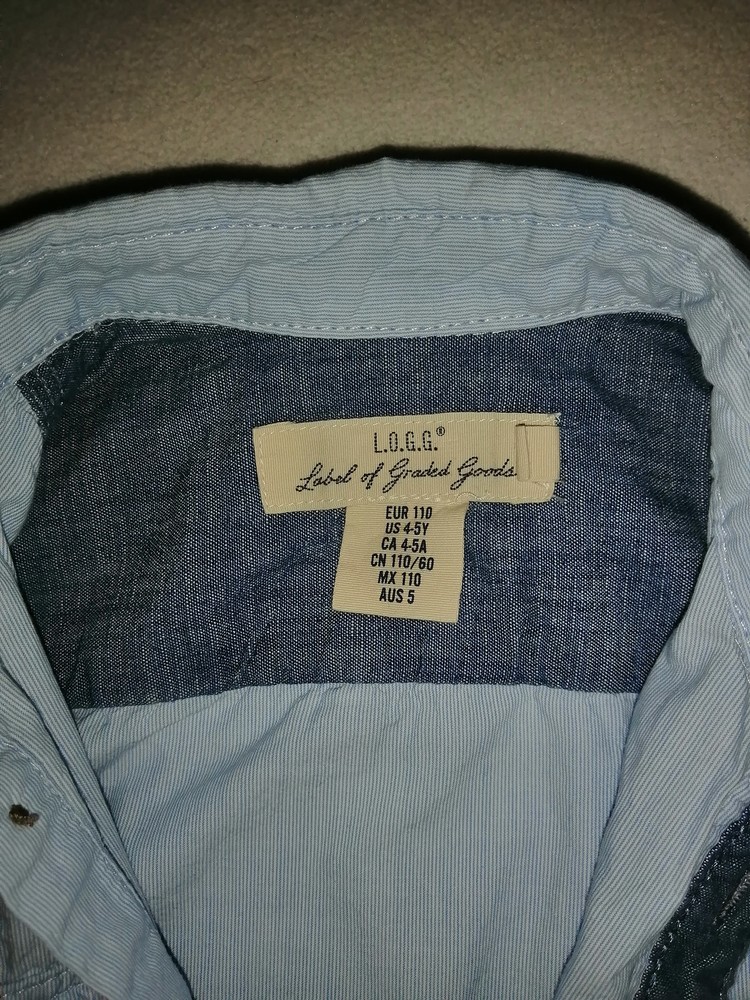 L.O.G.G.®
Label of Graded Goods
EUR 110
US 4-5Y
CA 4-5A
CN 110/60
MX 110
AUS 5